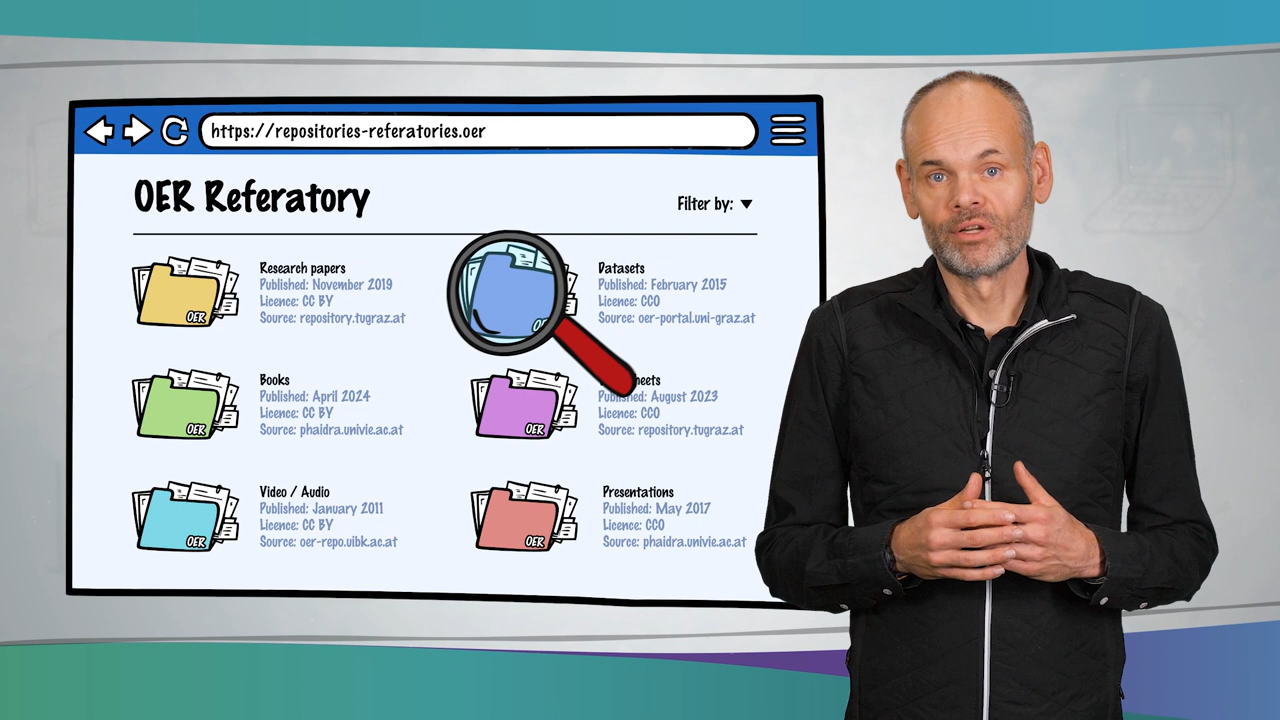 https://repositories-referatories.oer
OER Referatory
Filter by:
Research papers
Published: November 2019
Licence: CC BY
Source: repository.tugraz.at
OER
Datasets
Published: February 2015
Licence: CC0
Source: oer-portal.uni-graz.at
Books
Published: April 2024
Licence: CC BY
Source: phaidra.univie.ac.at
OER
Published: August 2023
Licence: CC0
Source: repository.tugraz.at
OER
Video / Audio
Published: January 2011
Licence: CC BY
Source: oer-repo.uibk.ac.at
OER
Presentations
Published: May 2017
Licence: CC0
Source: phaidra.univie.ac.at
OER